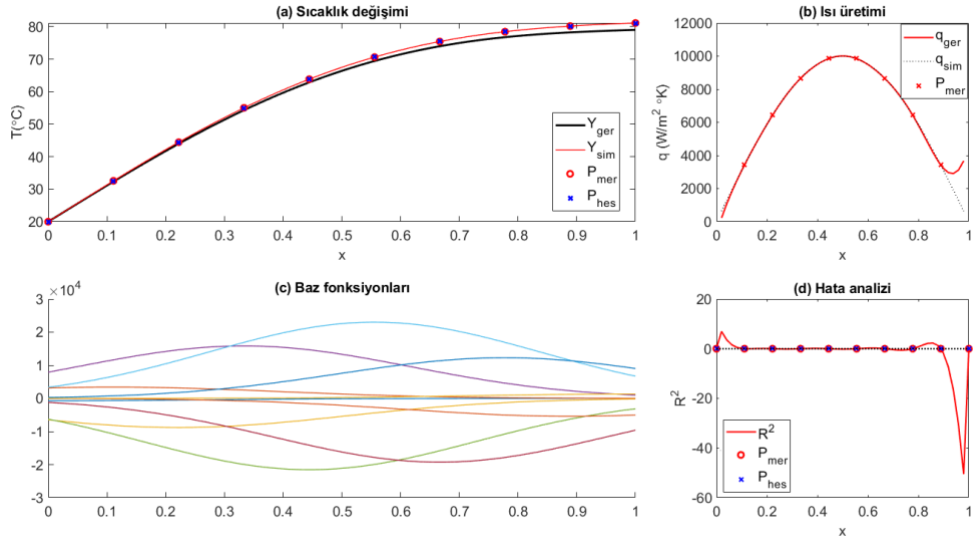 (a) Sıcaklık değişimi
80
70
60
50
40
30
20
T(°C)
0 0.1 0.2 0.3 0.4 0.5 0.6 0.7 0.8 0.9 1
x
Y_ger
Y_sim
P_mer
P_hes
(b) Isı üretimi
12000
10000
8000
6000
4000
2000
0
q (W/m² °K)
0 0.2 0.4 0.6 0.8 1
x
q_ger
q_sim
P_mer
(c) Baz fonksiyonları
×10⁴
3
2
1
0
-1
-2
-3
0 0.1 0.2 0.3 0.4 0.5 0.6 0.7 0.8 0.9 1
(d) Hata analizi
20
0
-20
-40
-60
R²
0 0.2 0.4 0.6 0.8 1
x
R²
P_mer
P_hes